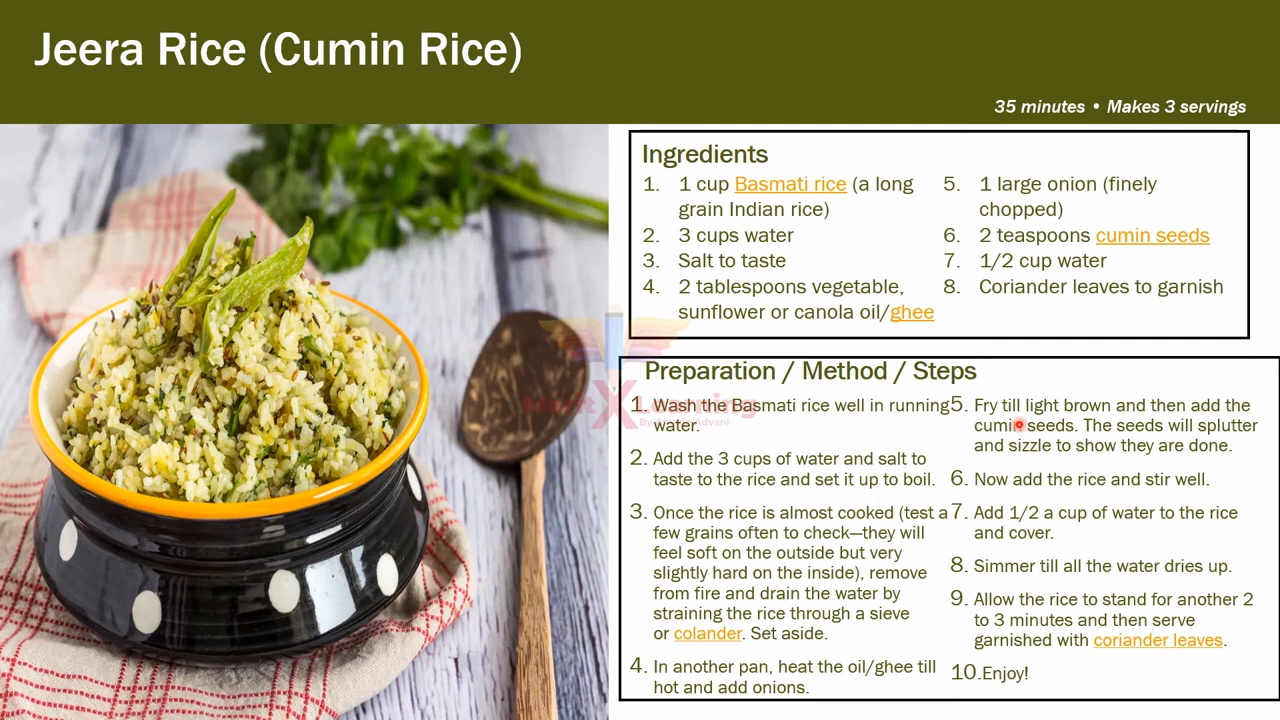 Jeera Rice (Cumin Rice)
35 minutes • Makes 3 servings
Ingredients
1. 1 cup Basmati rice (a long
grain Indian rice)
2. 3 cups water
3. Salt to taste
4. 2 tablespoons vegetable,
sunflower or canola oil/ghee
5. 1 large onion (finely
chopped)
6. 2 teaspoons cumin seeds
7. 1/2 cup water
8. Coriander leaves to garnish
Preparation / Method / Steps
1. Wash the Basmati rice well in running
water.
2. Add the 3 cups of water and salt to
taste to the rice and set it up to boil.
3. Once the rice is almost cooked (test a
few grains often to check—they will
feel soft on the outside but very
slightly hard on the inside), remove
from fire and drain the water by
straining the rice through a sieve
or colander. Set aside.
4. In another pan, heat the oil/ghee till
hot and add onions.
5. Fry till light brown and then add the
cumin seeds. The seeds will splutter
and sizzle to show they are done.
6. Now add the rice and stir well.
7. Add 1/2 a cup of water to the rice
and cover.
8. Simmer till all the water dries up.
9. Allow the rice to stand for another 2
to 3 minutes and then serve
garnished with coriander leaves.
10.Enjoy!